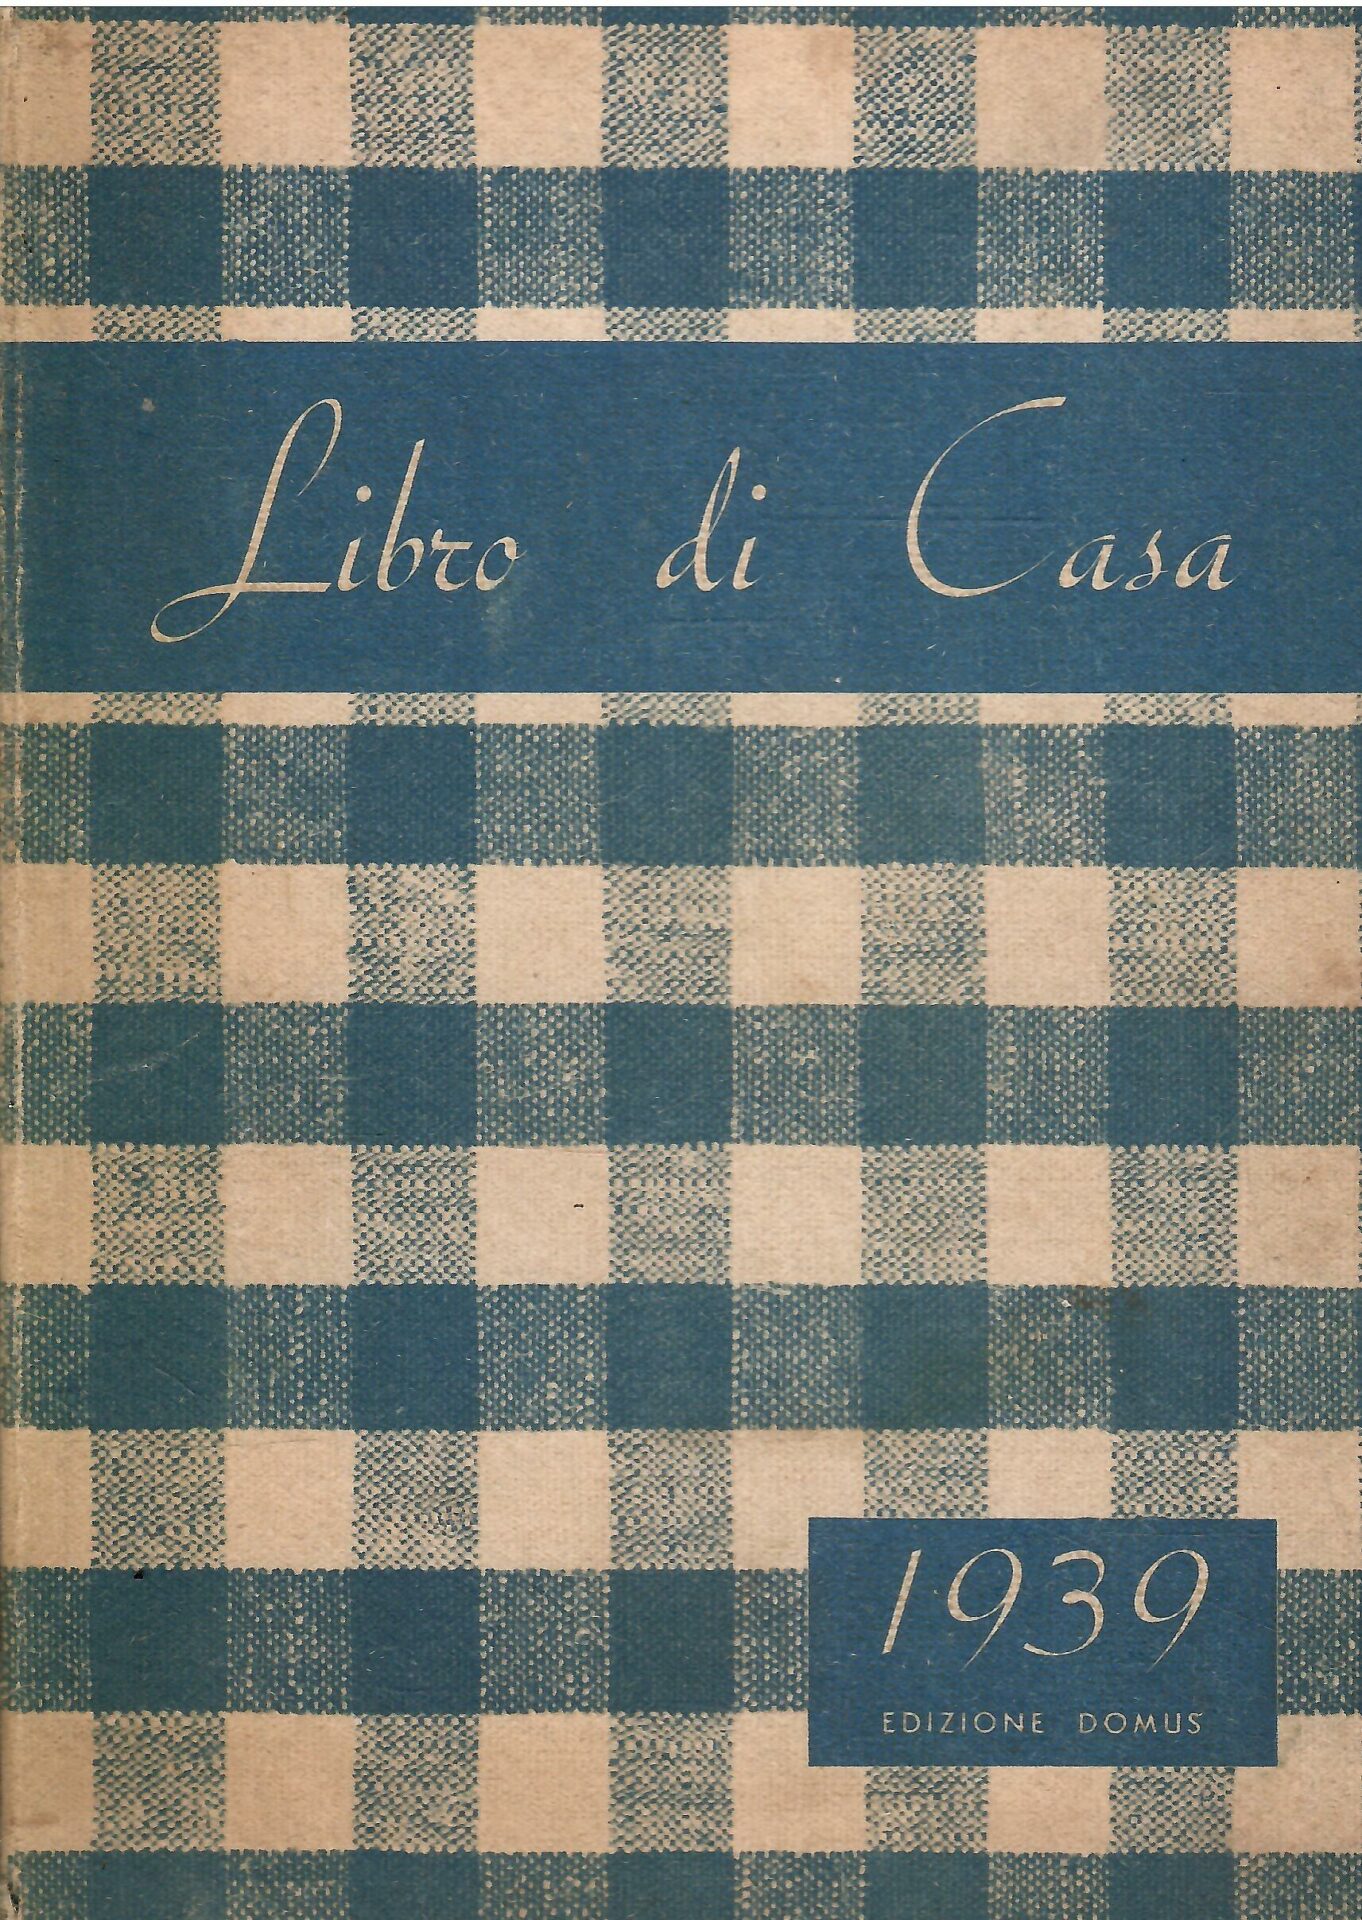 Libro di Casa
1939
EDIZIONE DOMUS